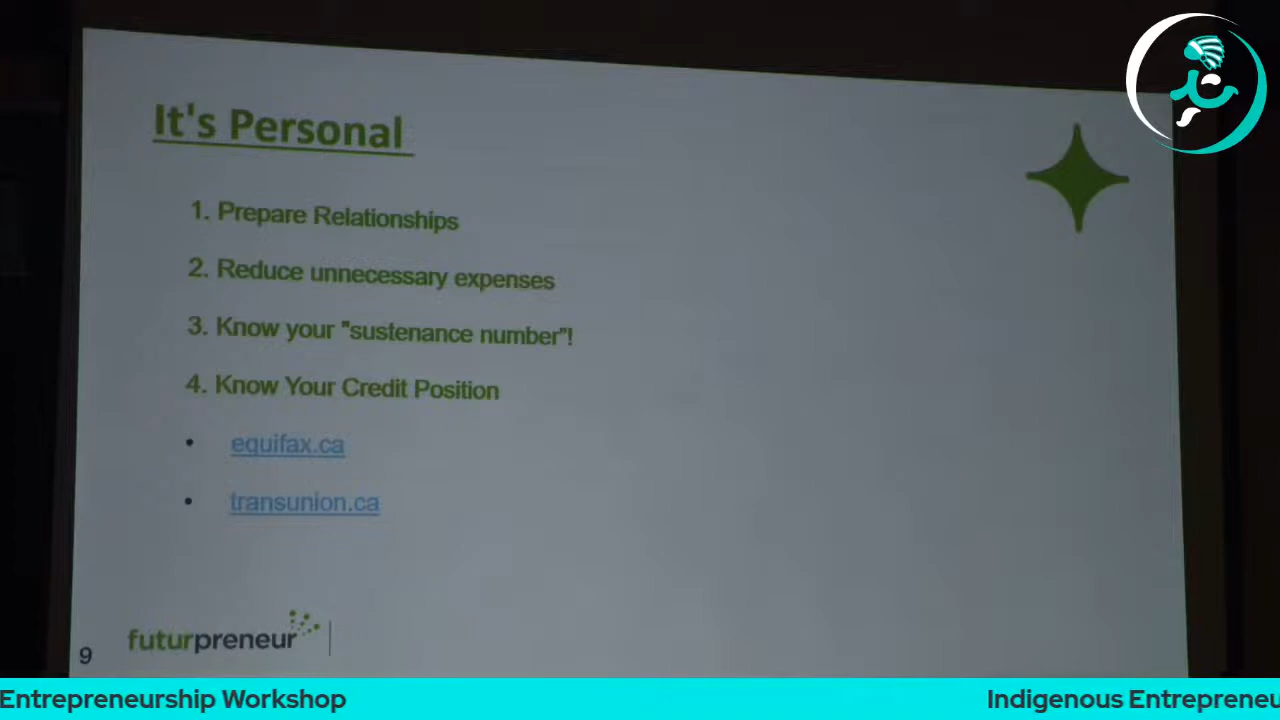 It's Personal
1. Prepare Relationships
2. Reduce unnecessary expenses
3. Know your "sustenance number"!
4. Know Your Credit Position
• equifax.ca
• transunion.ca
9
futurpreneur
Entrepreneurship Workshop
Indigenous Entrepreneu